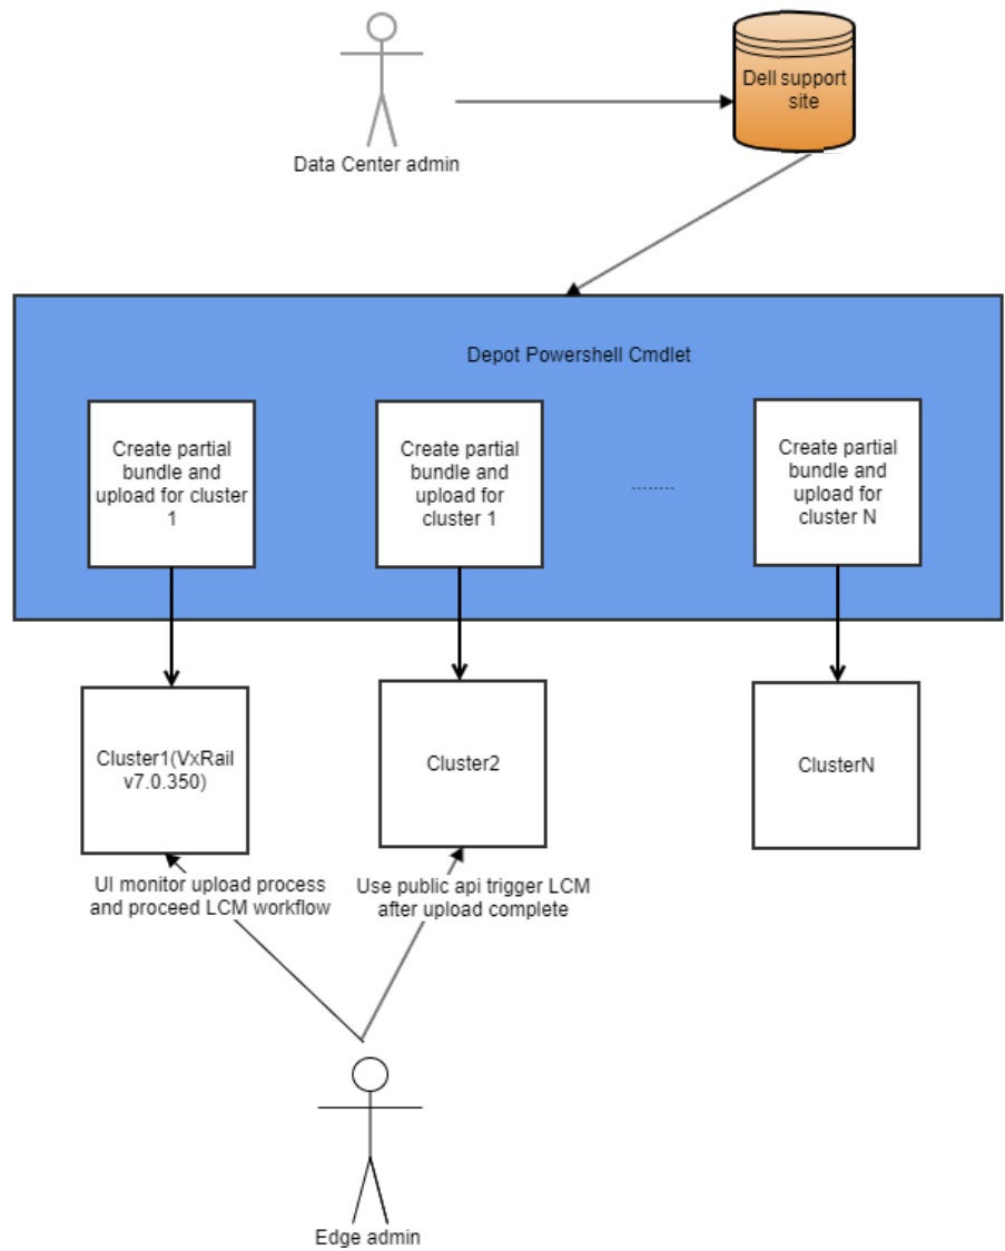 Dell support
site
Data Center admin
Depot Powershell Cmdlet
Create partial
bundle and
upload for cluster
1
Create partial
bundle and
upload for
cluster 1
........
Create partial
bundle and
upload for
cluster N
Cluster1(VxRail
v7.0.350)
Cluster2
ClusterN
UI monitor upload process
and proceed LCM workflow
Use public api trigger LCM
after upload complete
Edge admin